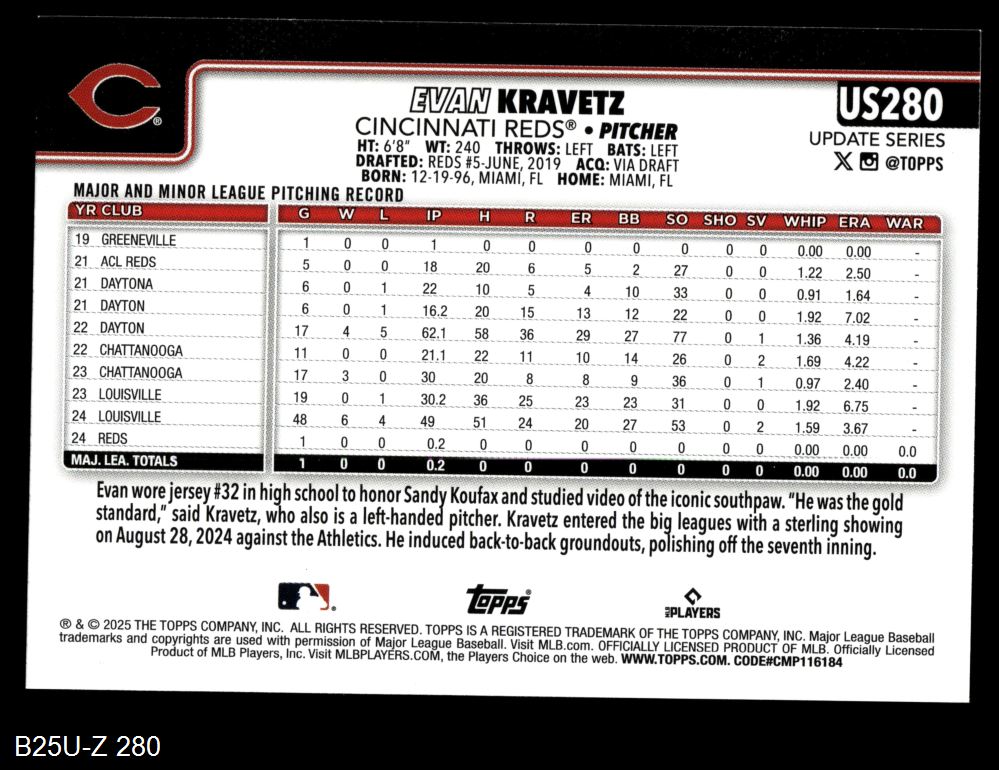 EVAN KRAVETZ
CINCINNATI REDS® • PITCHER
HT: 6'8" WT: 240 THROWS: LEFT BATS: LEFT
DRAFTED: REDS #5-JUNE, 2019 ACQ: VIA DRAFT
BORN: 12-19-96, MIAMI, FL HOME: MIAMI, FL
US280
UPDATE SERIES
@TOPPS
MAJOR AND MINOR LEAGUE PITCHING RECORD
YR CLUB G W L IP H R ER BB SO SHO SV WHIP ERA WAR
19 GREENEVILLE 1 0 0 1 0 0 0 0 0 0 0 0.00 0.00 -
21 ACL REDS 5 0 0 18 20 6 5 2 27 0 0 1.22 2.50 -
21 DAYTONA 6 0 1 22 10 5 4 10 33 0 0 0.91 1.64 -
21 DAYTON 6 0 1 16.2 20 15 13 12 22 0 0 1.92 7.02 -
22 DAYTON 17 4 5 62.1 58 36 29 27 77 0 1 1.36 4.19 -
22 CHATTANOOGA 11 0 0 21.1 22 11 10 14 26 0 2 1.69 4.22 -
23 CHATTANOOGA 17 3 0 30 20 8 8 9 36 0 1 0.97 2.40 -
23 LOUISVILLE 19 0 1 30.2 36 25 23 23 31 0 0 1.92 6.75 -
24 LOUISVILLE 48 6 4 49 51 24 20 27 53 0 2 1.59 3.67 -
24 REDS 1 0 0 0.2 0 0 0 0 0 0 0 0.00 0.00 0.0
MAJ. LEA. TOTALS 1 0 0 0.2 0 0 0 0 0 0 0 0.00 0.00 0.0
Evan wore jersey #32 in high school to honor Sandy Koufax and studied video of the iconic southpaw. "He was the gold
standard," said Kravetz, who also is a left-handed pitcher. Kravetz entered the big leagues with a sterling showing
on August 28, 2024 against the Athletics. He induced back-to-back groundouts, polishing off the seventh inning.
Topps®
MLB PLAYERS
® & © 2025 THE TOPPS COMPANY, INC. ALL RIGHTS RESERVED. TOPPS IS A REGISTERED TRADEMARK OF THE TOPPS COMPANY, INC. Major League Baseball
trademarks and copyrights are used with permission of Major League Baseball. Visit MLB.com. OFFICIALLY LICENSED PRODUCT OF MLB. Officially Licensed
Product of MLB Players, Inc. Visit MLBPLAYERS.COM, the Players Choice on the web. WWW.TOPPS.COM. CODE#CMP116184
B25U-Z 280